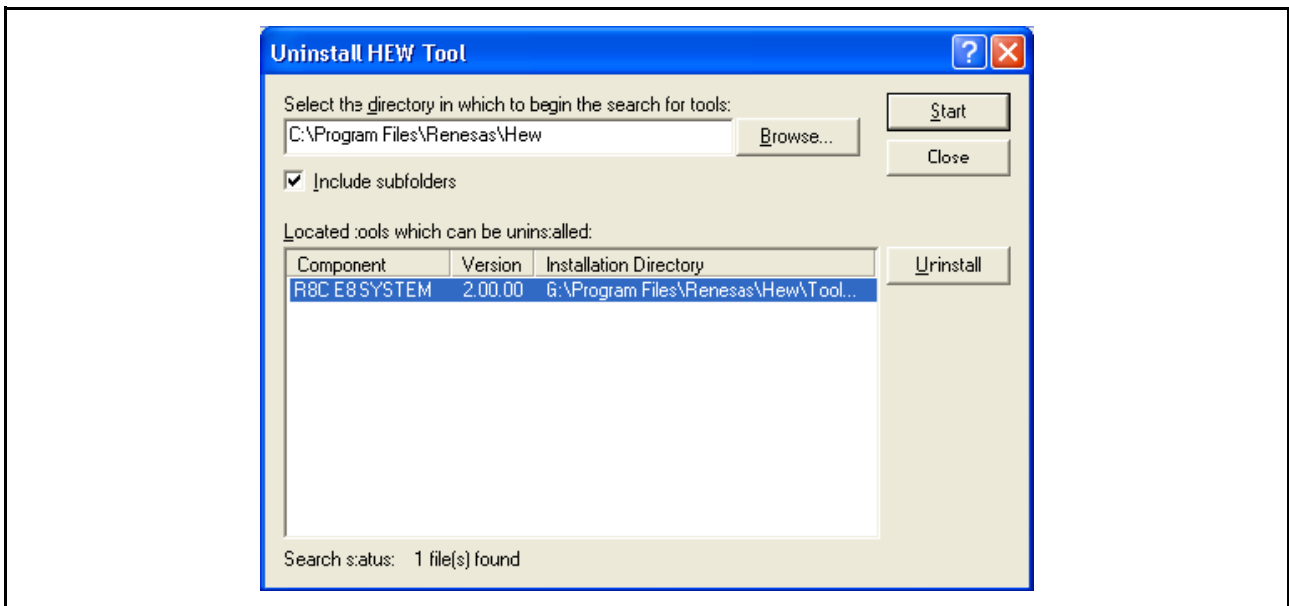 Uninstall HEW Tool
Select the directory in which to begin the search for tools:
Start
C:\Program Files\Renesas\Hew
Browse...
Close
Include subfolders
Located :ools which can be unins:alled:
Component Version Installation Directory
Urinstall
R8C E8 SYSTEM 2.00.00 G:\Program Files\Renesas\Hew\Tool...
Search s:atus: 1 file(s) found